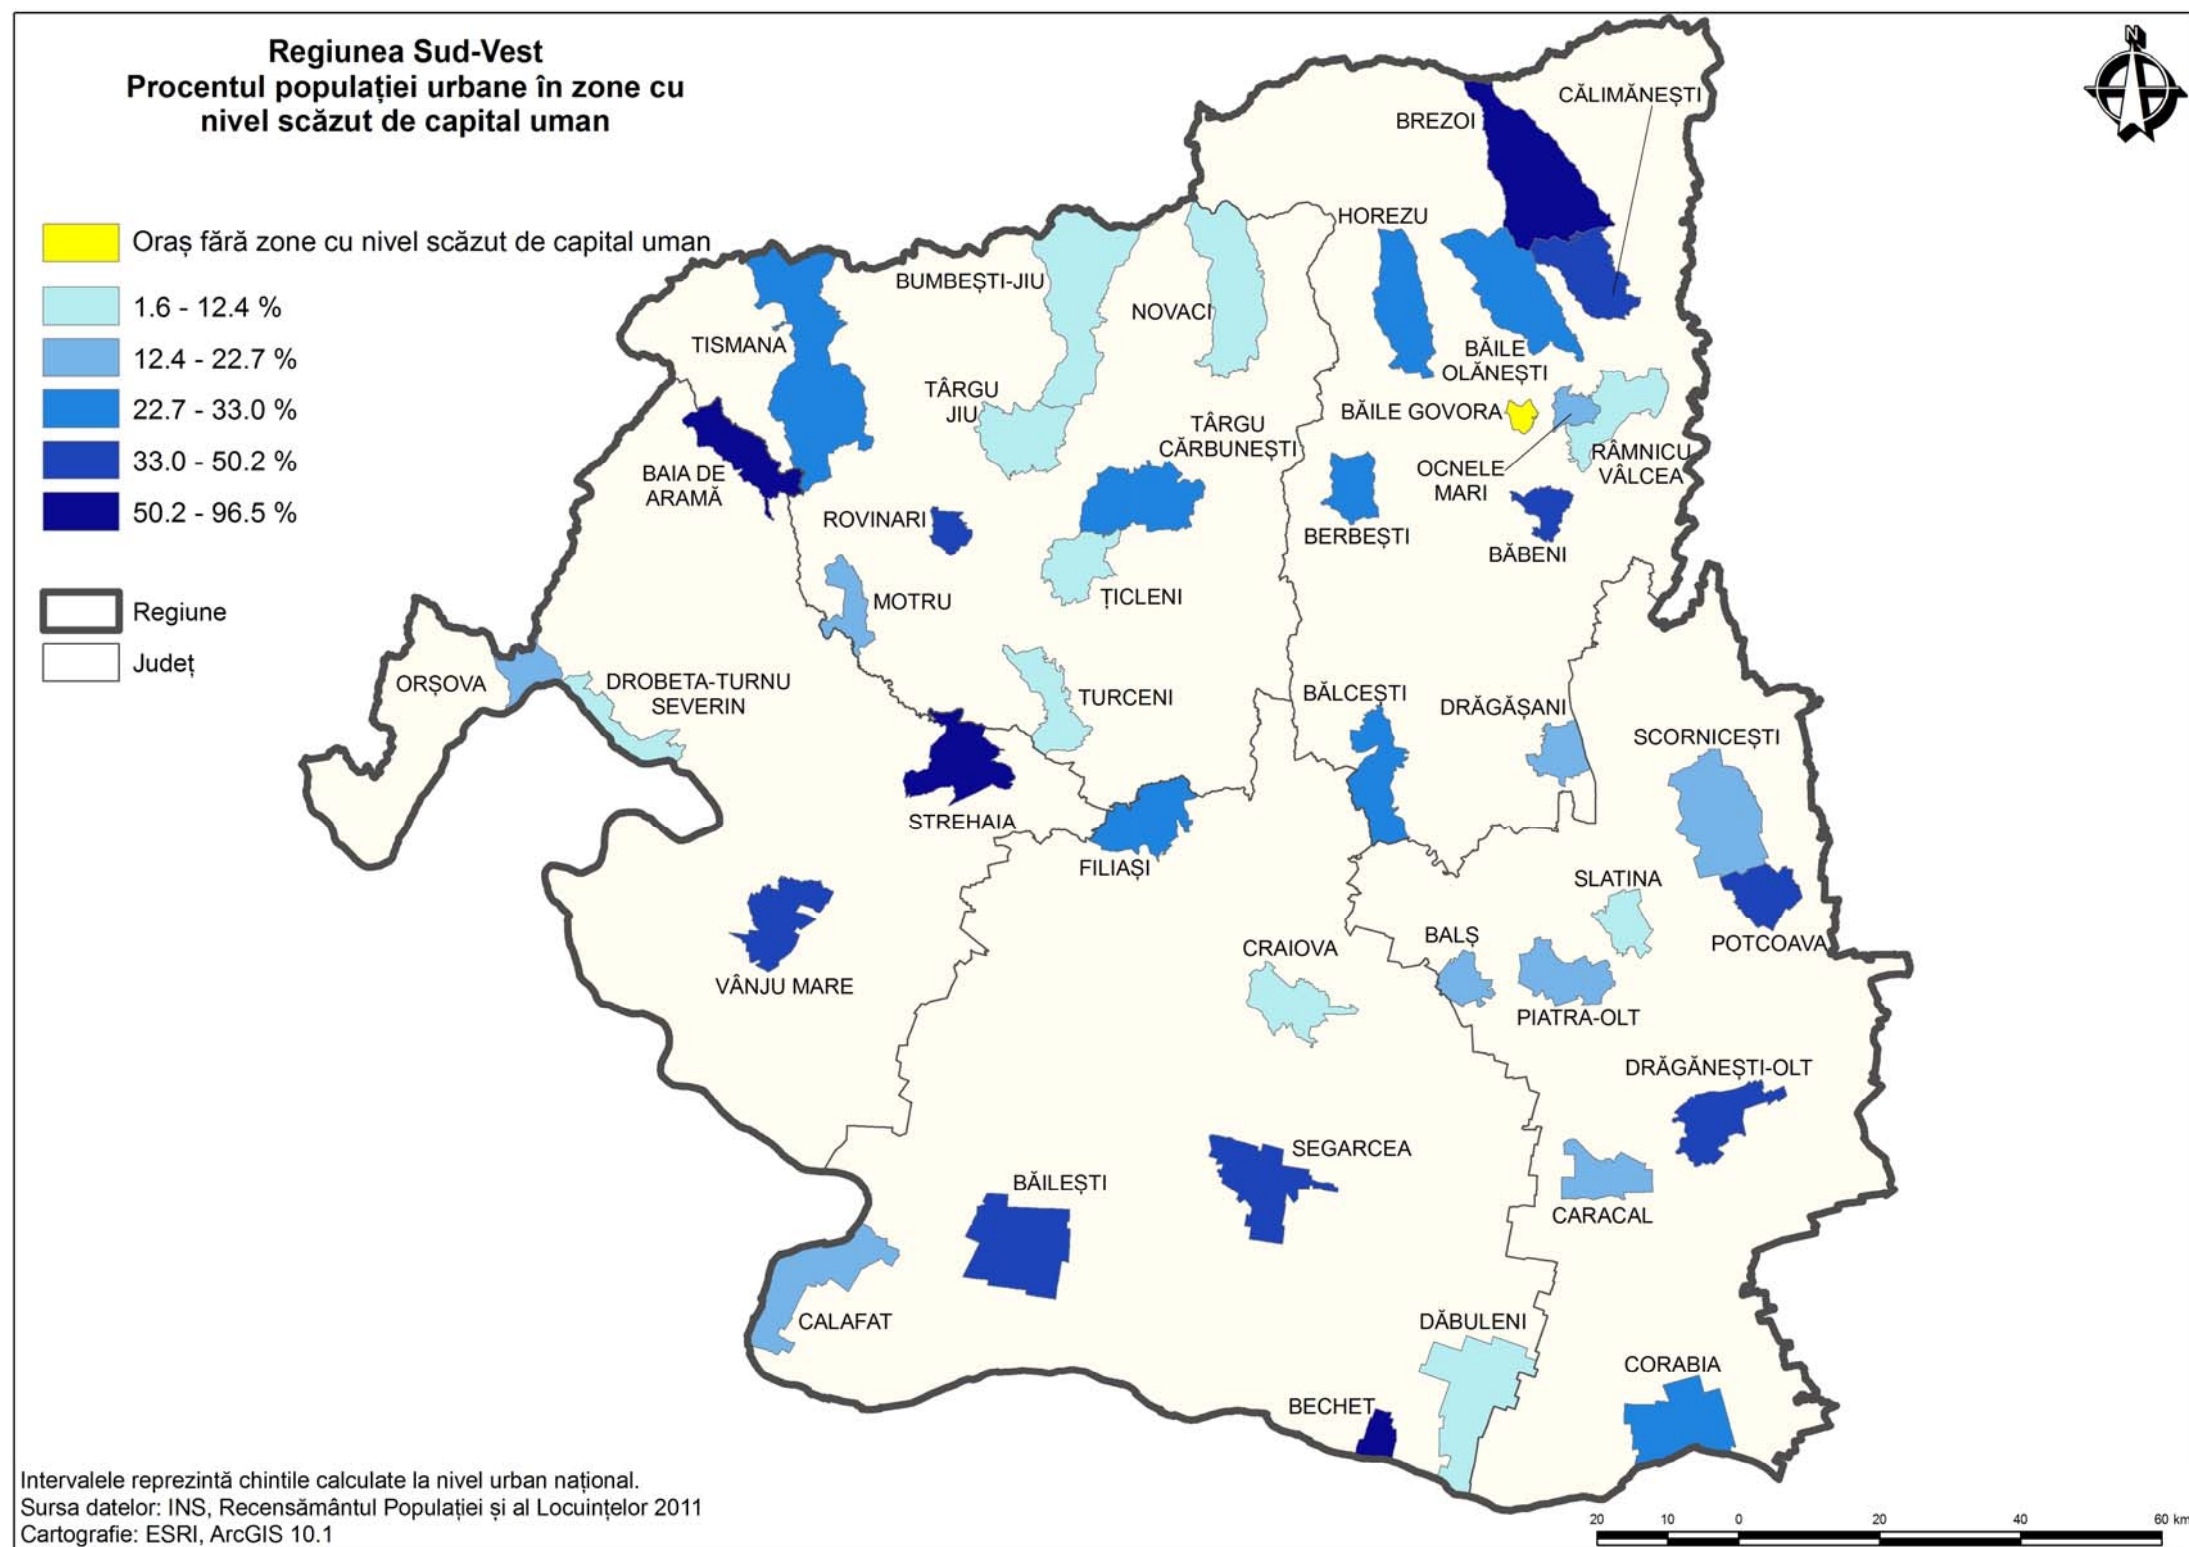 Regiunea Sud-Vest
Procentul populației urbane în zone cu
nivel scăzut de capital uman
N
Oraș fără zone cu nivel scăzut de capital uman
1.6 - 12.4 %
12.4 - 22.7 %
22.7 - 33.0 %
33.0 - 50.2 %
50.2 - 96.5 %
Regiune
Județ
CĂLIMĂNEȘTI
BREZOI
HOREZU
BUMBEȘTI-JIU
NOVACI
TISMANA
BĂILE
OLĂNEȘTI
TÂRGU
JIU
BĂILE GOVORA
TÂRGU
CĂRBUNEȘTI
OCNELE
MARI
RÂMNICU
VÂLCEA
BAIA DE
ARAMĂ
ROVINARI
BERBEȘTI
BĂBENI
MOTRU
ȚICLENI
ORȘOVA
DROBETA-TURNU
SEVERIN
TURCENI
BĂLCEȘTI
DRĂGĂȘANI
SCORNICEȘTI
STREHAIA
FILIAȘI
SLATINA
BALȘ
POTCOAVA
CRAIOVA
VÂNJU MARE
PIATRA-OLT
DRĂGĂNEȘTI-OLT
SEGARCEA
BĂILEȘTI
CARACAL
CALAFAT
DĂBULENI
CORABIA
BECHET
Intervalele reprezintă chintile calculate la nivel urban național.
Sursa datelor: INS, Recensământul Populației și al Locuințelor 2011
Cartografie: ESRI, ArcGIS 10.1
20 10 0 20 40 60 km